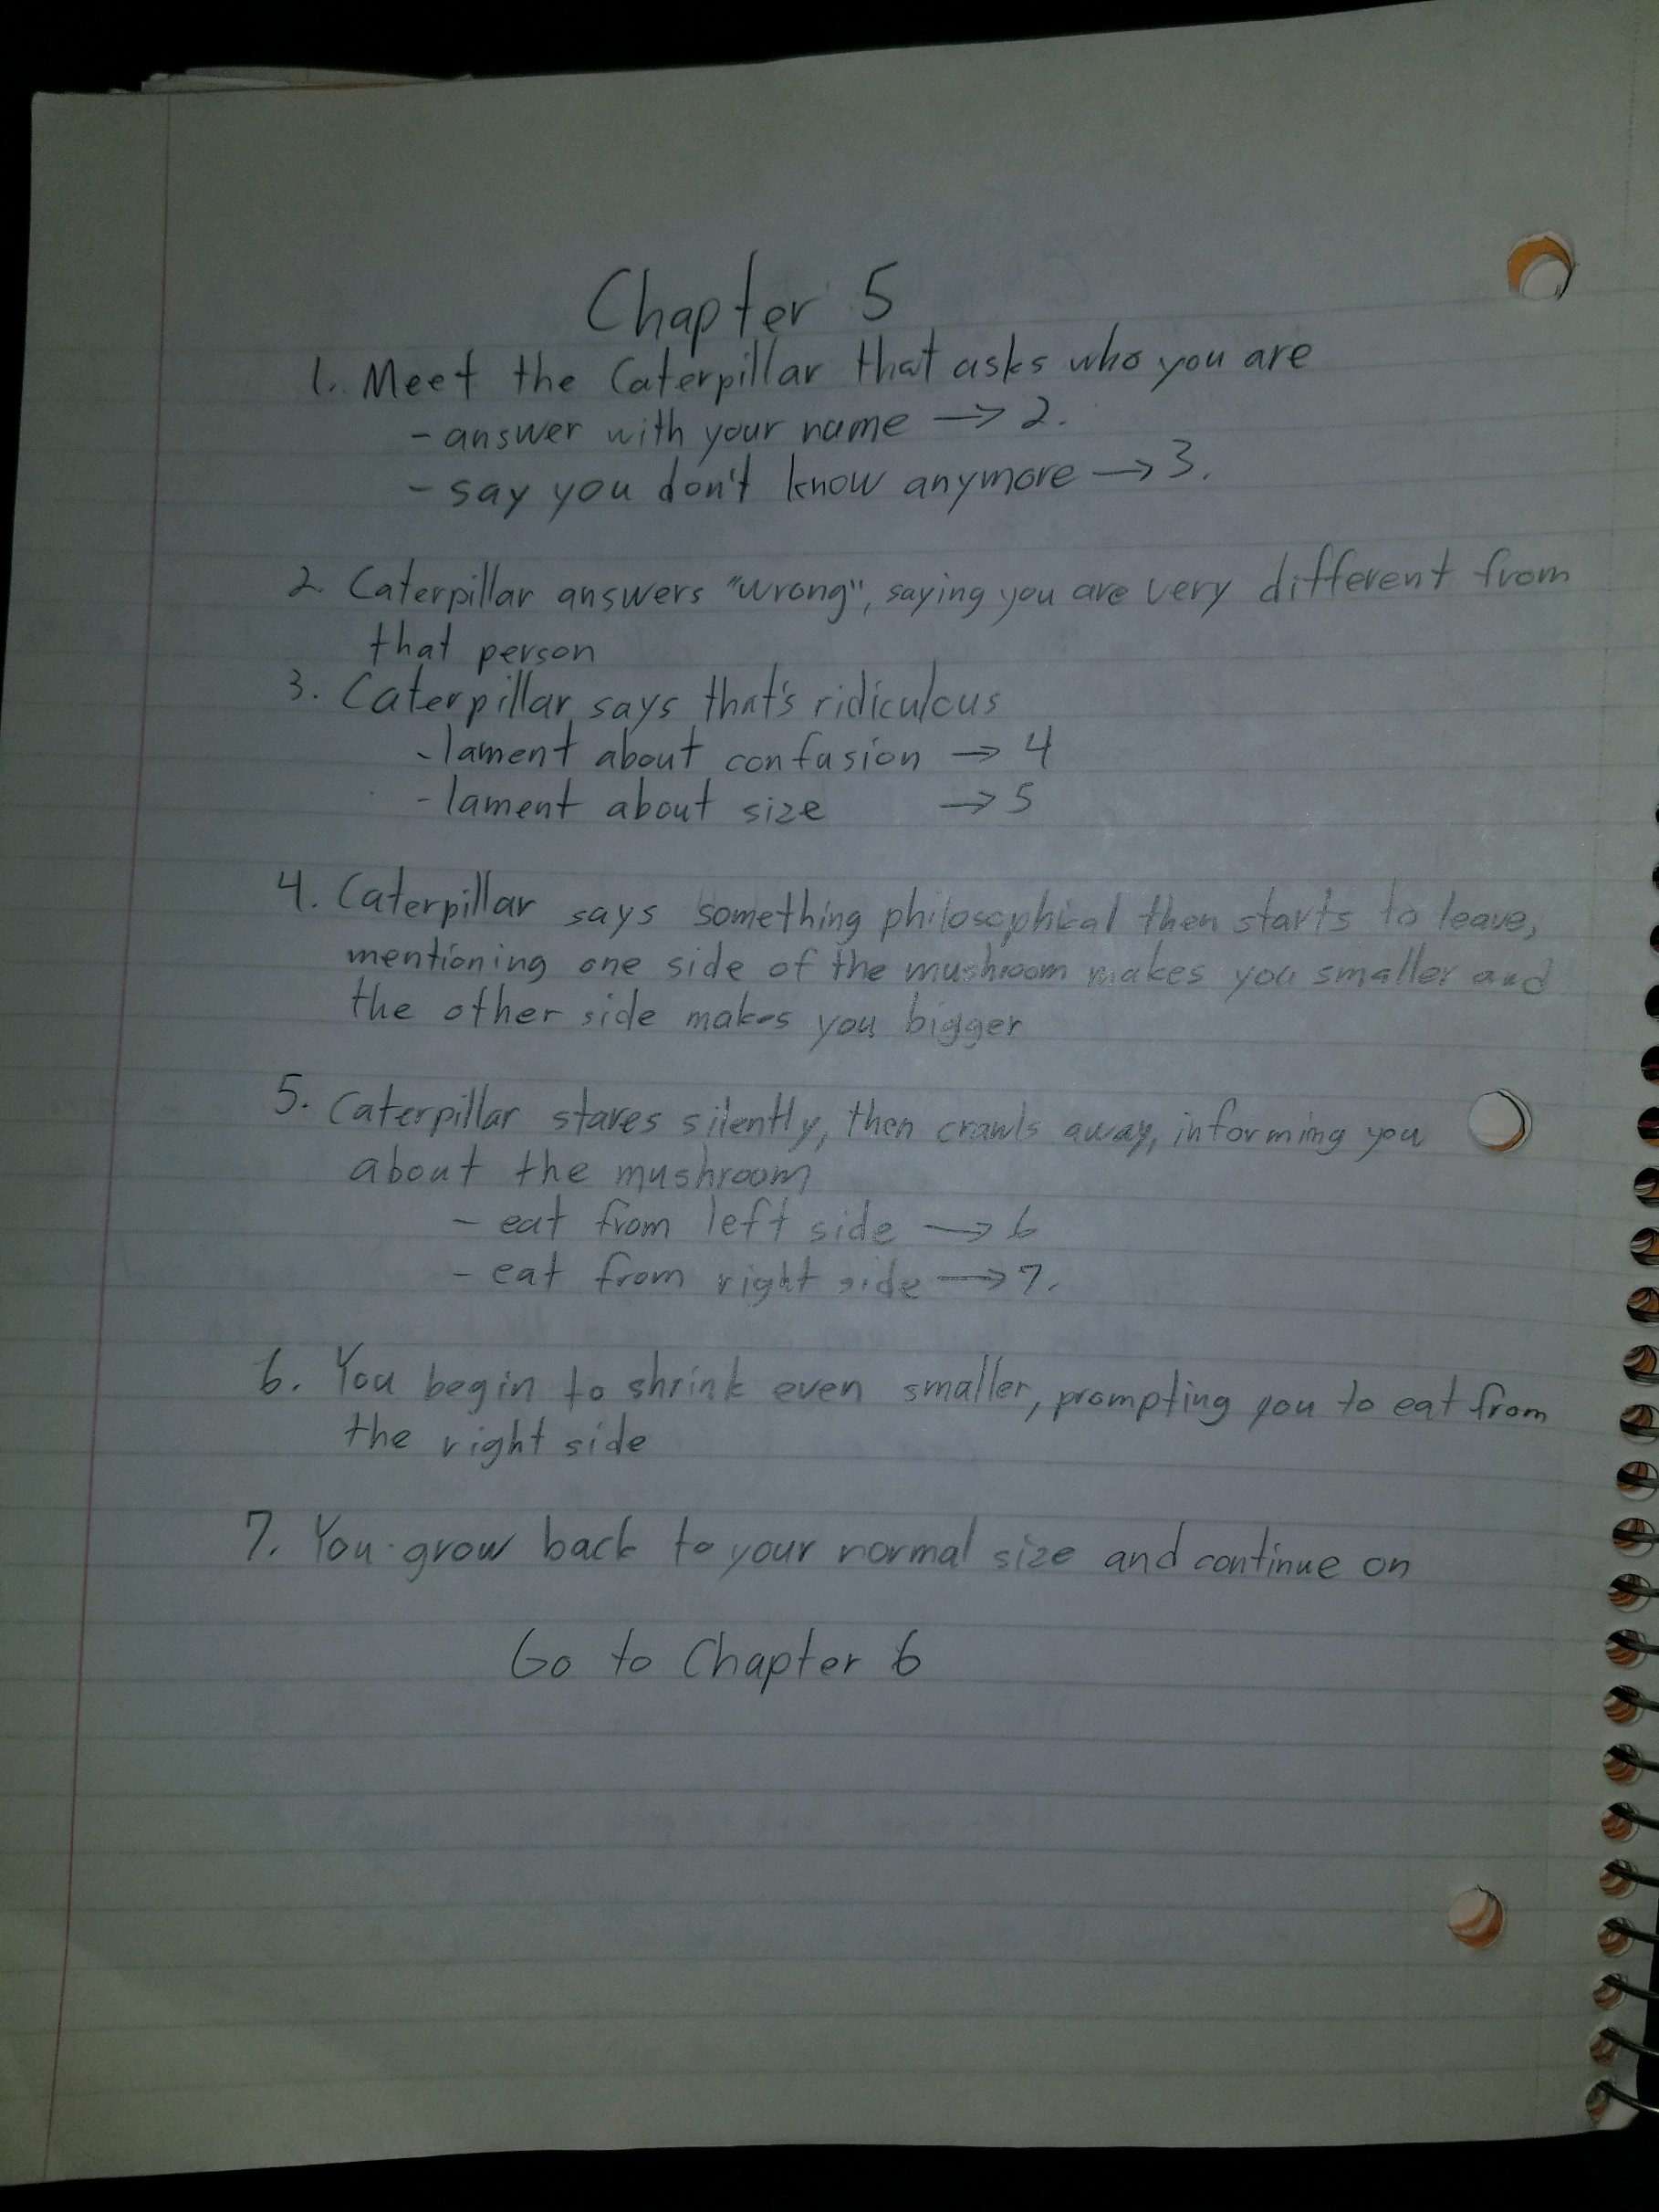 Chapter 5
1. Meet the Caterpillar that asks who you are
- answer with your name → 2.
- say you don't know anymore → 3.
2. Caterpillar answers "wrong", saying you are very different from
that person
3. Caterpillar says that's ridiculous
- lament about confusion → 4
- lament about size → 5
4. Caterpillar says something philosophical then starts to leave,
mentioning one side of the mushroom makes you smaller and
the other side makes you bigger
5. Caterpillar stares silently, then crawls away, informing you
about the mushroom
- eat from left side → 6
- eat from right side → 7.
6. You begin to shrink even smaller, prompting you to eat from
the right side
7. You grow back to your normal size and continue on
Go to Chapter 6